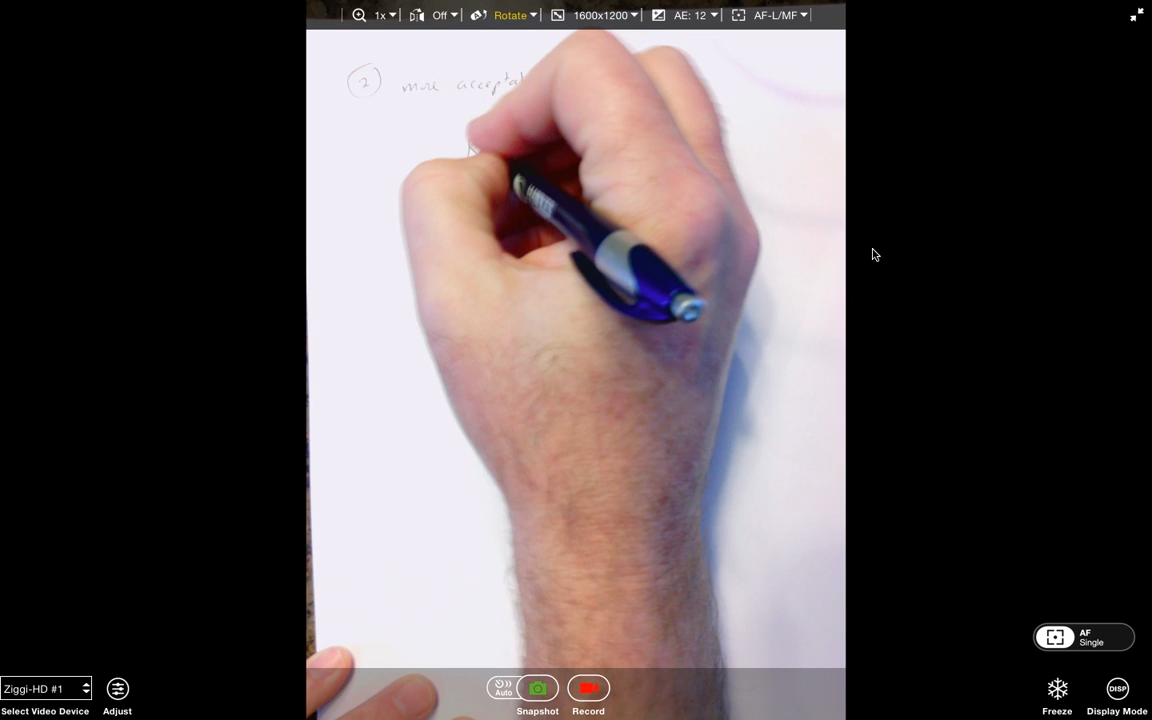 1x Off Rotate 1600x1200 AE: 12 AF-L/MF
2 more accepta
AF
Single
Auto
Ziggi-HD #1
Select Video Device Adjust Snapshot Record Freeze DISP Display Mode